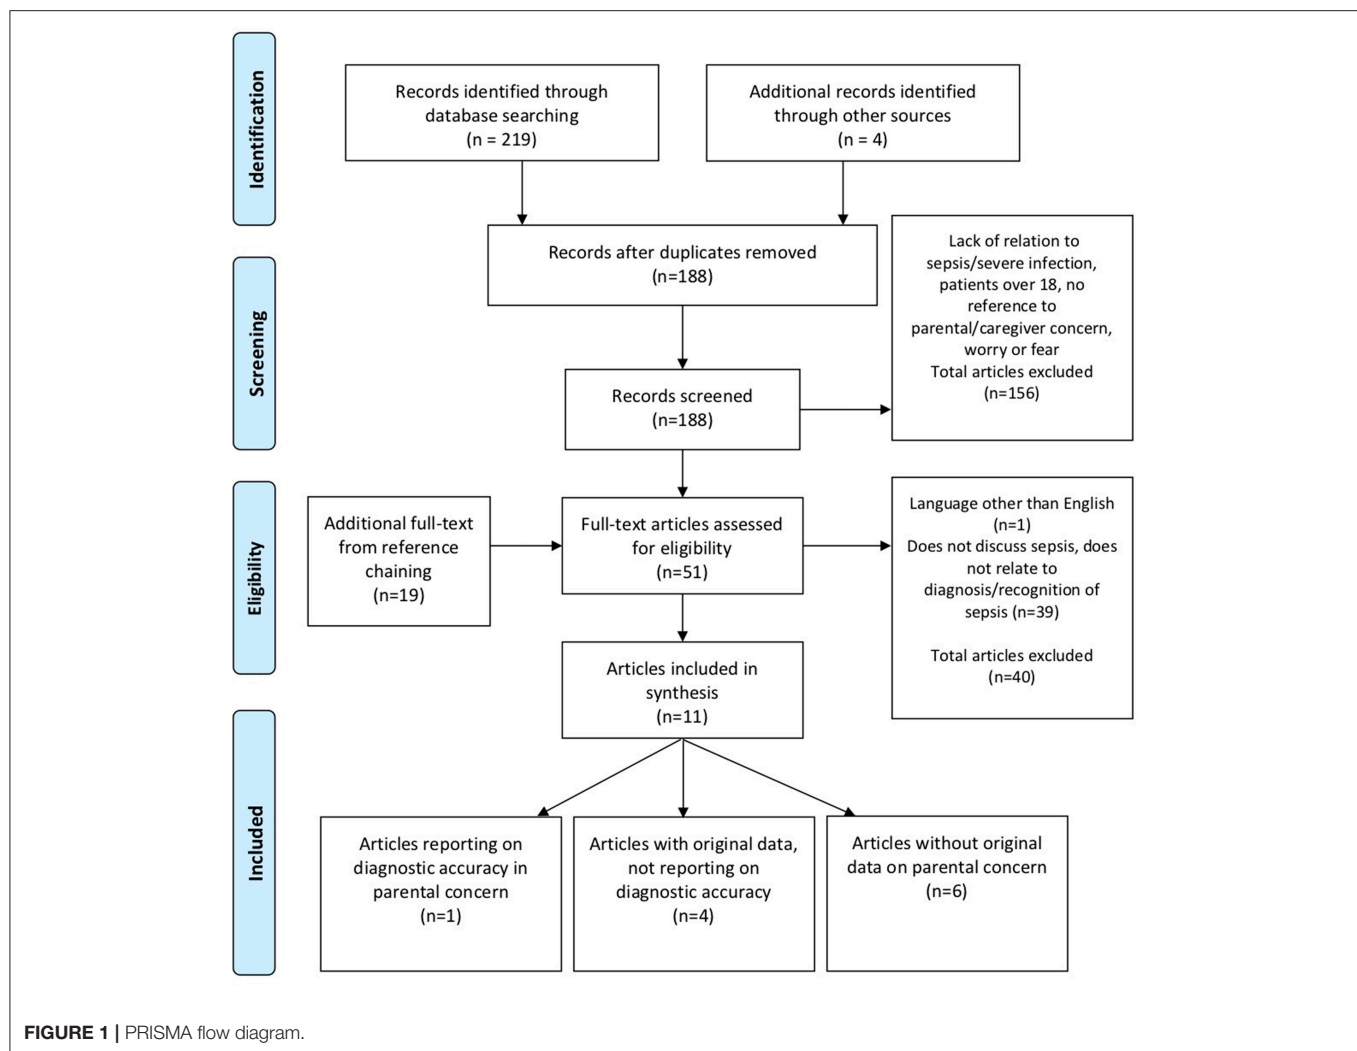 Identification
Records identified through
database searching
(n = 219)
Additional records identified
through other sources
(n = 4)
Screening
Records after duplicates removed
(n=188)
Records screened
(n=188)
Lack of relation to
sepsis/severe infection,
patients over 18, no
reference to
parental/caregiver concern,
worry or fear
Total articles excluded
(n=156)
Eligibility
Additional full-text
from reference
chaining
(n=19)
Full-text articles assessed
for eligibility
(n=51)
Language other than English
(n=1)
Does not discuss sepsis, does
not relate to
diagnosis/recognition of
sepsis (n=39)
Total articles excluded
(n=40)
Articles included in
synthesis
(n=11)
Included
Articles reporting on
diagnostic accuracy in
parental concern
(n=1)
Articles with original data,
not reporting on
diagnostic accuracy
(n=4)
Articles without original
data on parental concern
(n=6)
FIGURE 1 | PRISMA flow diagram.